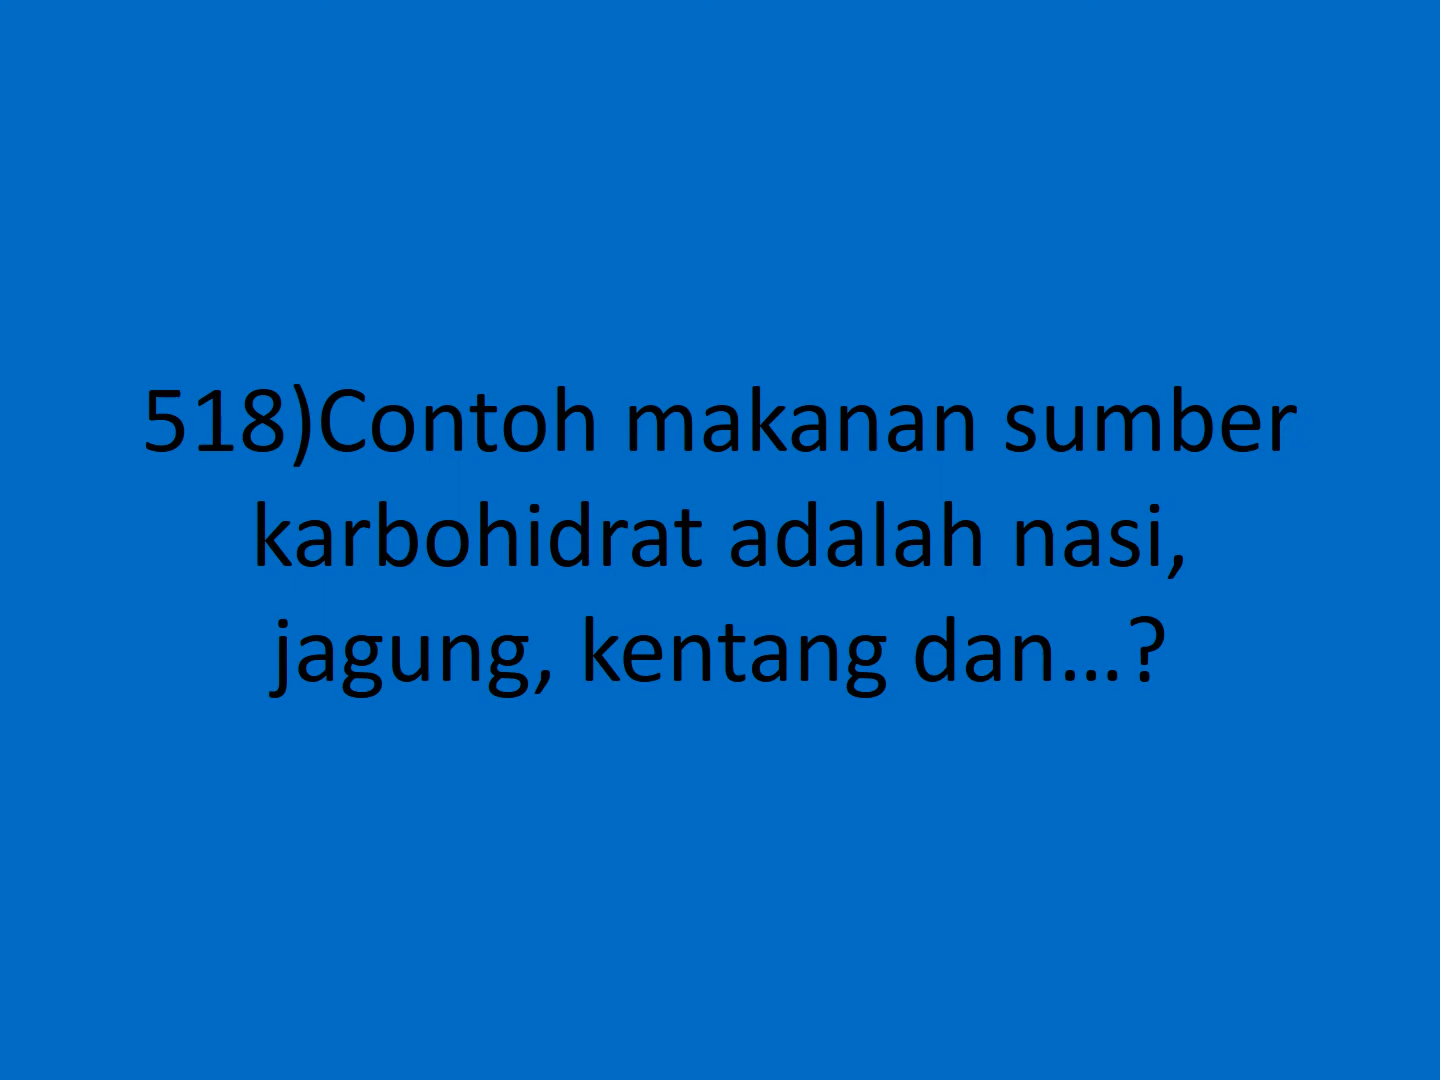 518)Contoh makanan sumber
karbohidrat adalah nasi,
jagung, kentang dan...?